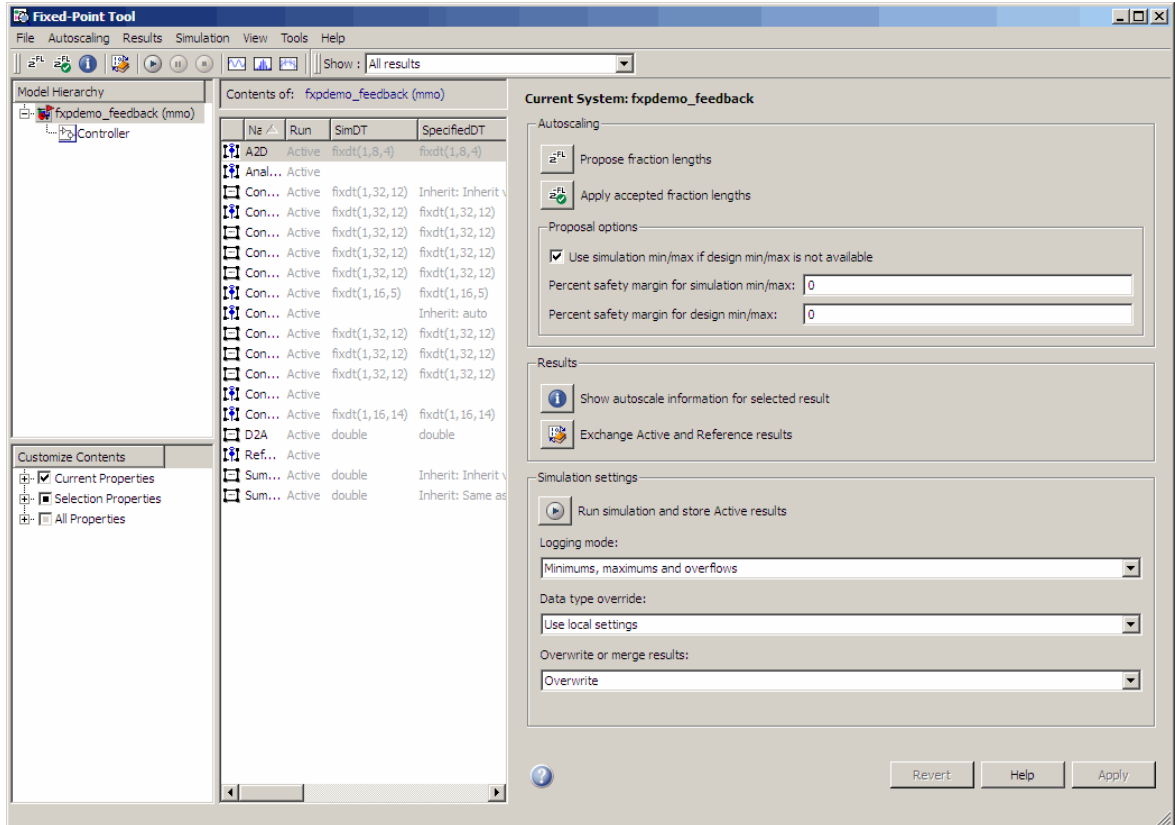 Fixed-Point Tool
File Autoscaling Results Simulation View Tools Help
Show : All results
Model Hierarchy
fxpdemo_feedback (mmo)
Controller
Customize Contents
Current Properties
Selection Properties
All Properties
Contents of: fxpdemo_feedback (mmo)
Na Run SimDT SpecifiedDT
A2D Active fixdt(1,8,4) fixdt(1,8,4)
Anal... Active
Con... Active fixdt(1,32,12) Inherit: Inherit v
Con... Active fixdt(1,32,12) fixdt(1,32,12)
Con... Active fixdt(1,32,12) fixdt(1,32,12)
Con... Active fixdt(1,32,12) fixdt(1,32,12)
Con... Active fixdt(1,32,12) fixdt(1,32,12)
Con... Active fixdt(1,16,5) fixdt(1,16,5)
Con... Active Inherit: auto
Con... Active fixdt(1,32,12) fixdt(1,32,12)
Con... Active fixdt(1,32,12) fixdt(1,32,12)
Con... Active fixdt(1,32,12) fixdt(1,32,12)
Con... Active
Con... Active fixdt(1,16,14) fixdt(1,16,14)
D2A Active double double
Ref... Active
Sum... Active double Inherit: Inherit v
Sum... Active double Inherit: Same as
Current System: fxpdemo_feedback
Autoscaling
Propose fraction lengths
Apply accepted fraction lengths
Proposal options
Use simulation min/max if design min/max is not available
Percent safety margin for simulation min/max: 0
Percent safety margin for design min/max: 0
Results
Show autoscale information for selected result
Exchange Active and Reference results
Simulation settings
Run simulation and store Active results
Logging mode:
Minimums, maximums and overflows
Data type override:
Use local settings
Overwrite or merge results:
Overwrite
Revert Help Apply